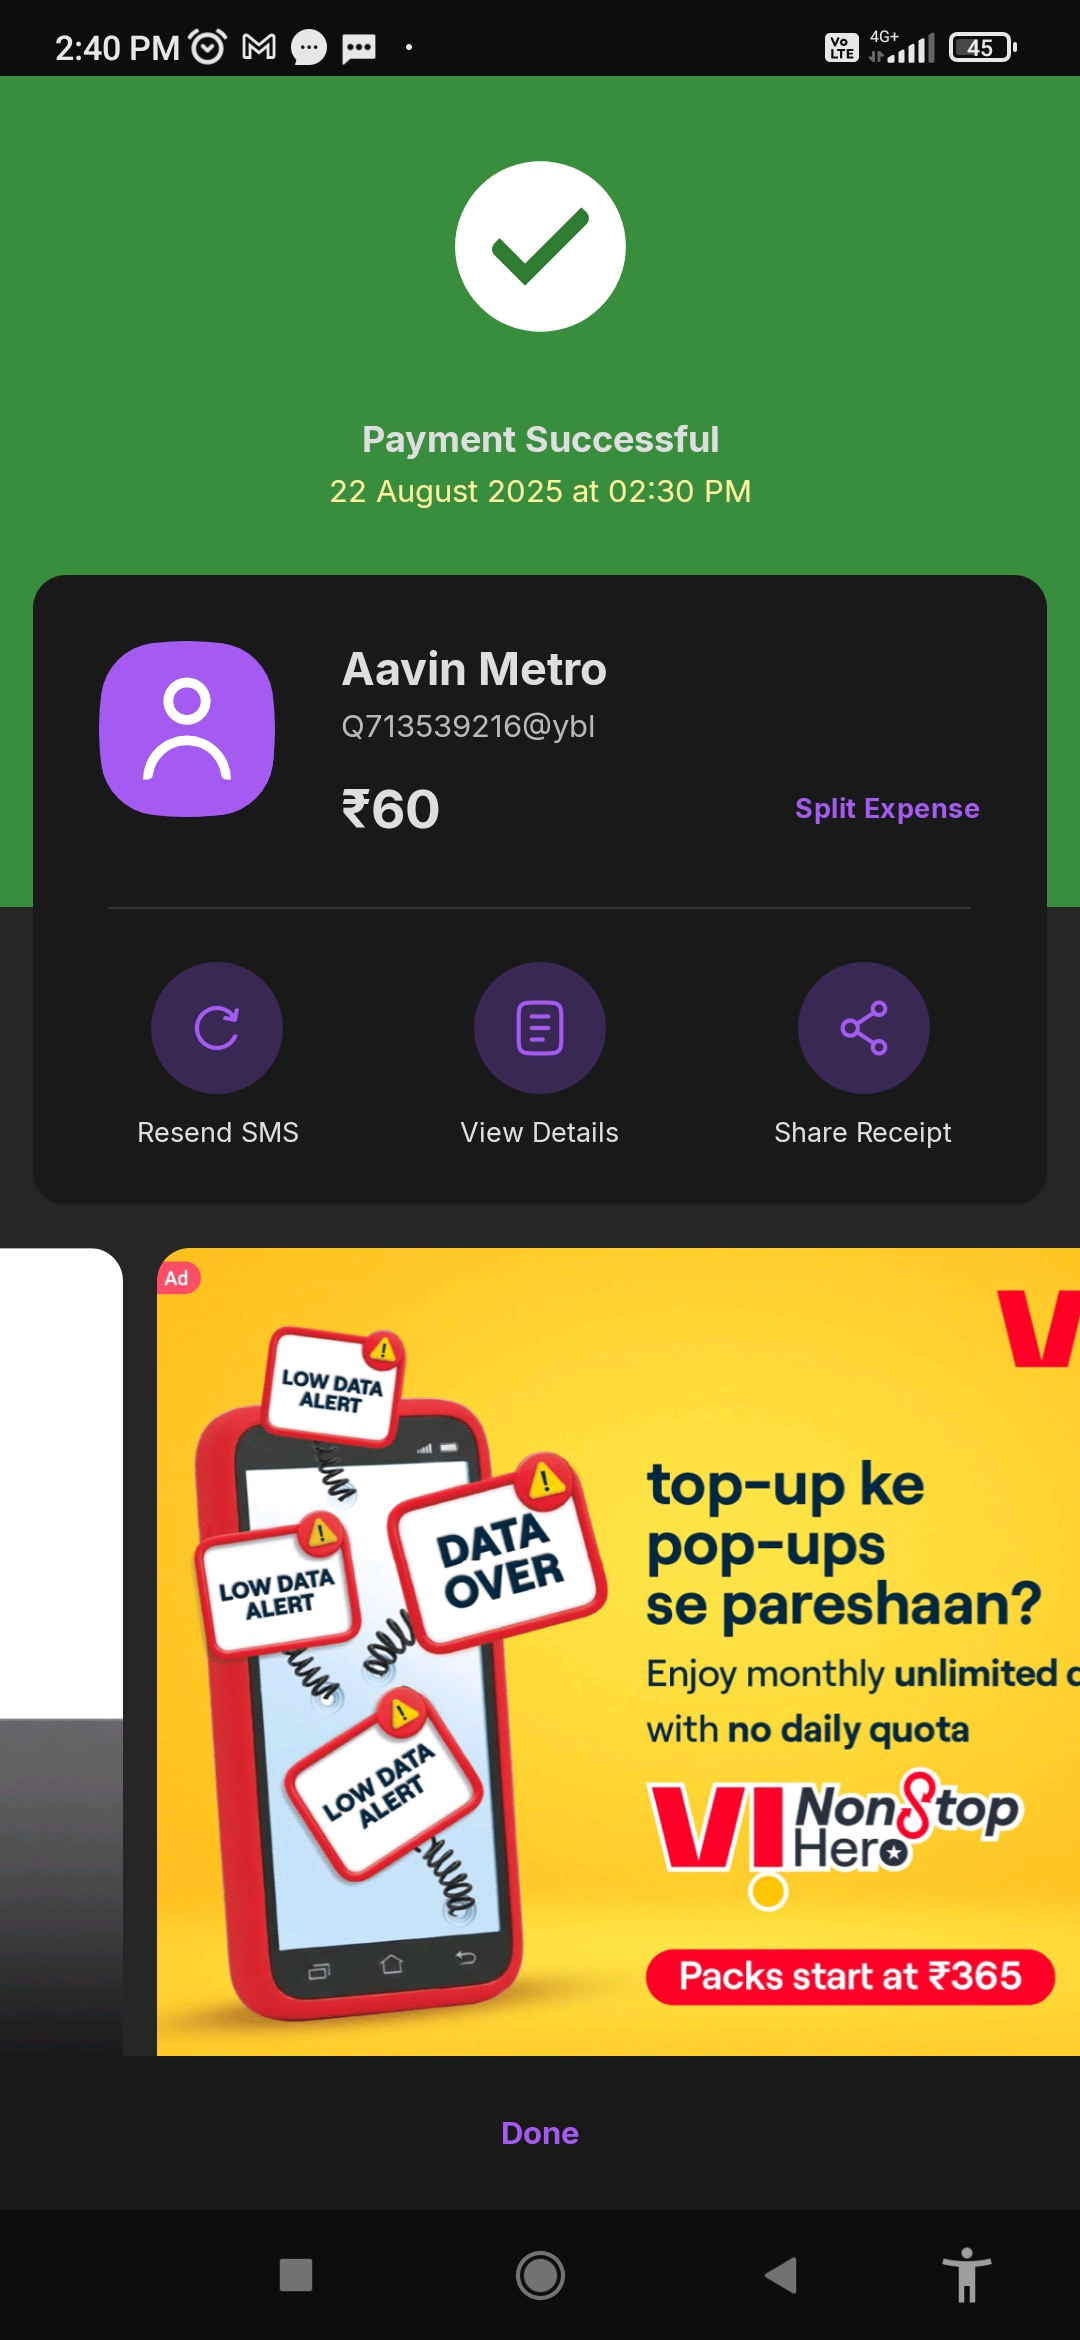 2:40 PM
Vo LTE
4G+
45
Payment Successful
22 August 2025 at 02:30 PM
Aavin Metro
Q713539216@ybl
₹60
Split Expense
Resend SMS
View Details
Share Receipt
Ad
LOW DATA
ALERT
DATA
OVER
LOW DATA
ALERT
LOW DATA
ALERT
V
top-up ke
pop-ups
se pareshaan?
Enjoy monthly unlimited
with no daily quota
VI NonStop
Hero
Packs start at ₹365
Done